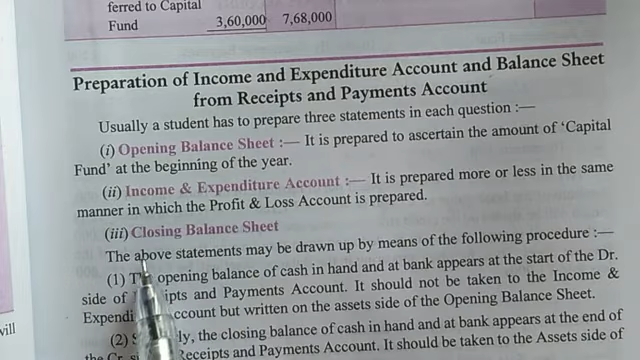 ferred to Capital
Fund 3,60,000 7,68,000
Preparation of Income and Expenditure Account and Balance Sheet
from Receipts and Payments Account
Usually a student has to prepare three statements in each question :—
(i) Opening Balance Sheet :— It is prepared to ascertain the amount of ‘Capital
Fund’ at the beginning of the year.
(ii) Income & Expenditure Account :— It is prepared more or less in the same
manner in which the Profit & Loss Account is prepared.
(iii) Closing Balance Sheet
The above statements may be drawn up by means of the following procedure :—
(1) opening balance of cash in hand and at bank appears at the start of the Dr.
side of ipts and Payments Account. It should not be taken to the Income &
Expendi ccount but written on the assets side of the Opening Balance Sheet.
(2) S ly, the closing balance of cash in hand and at bank appears at the end of
the Cr. Receipts and Payments Account. It should be taken to the Assets side of
will